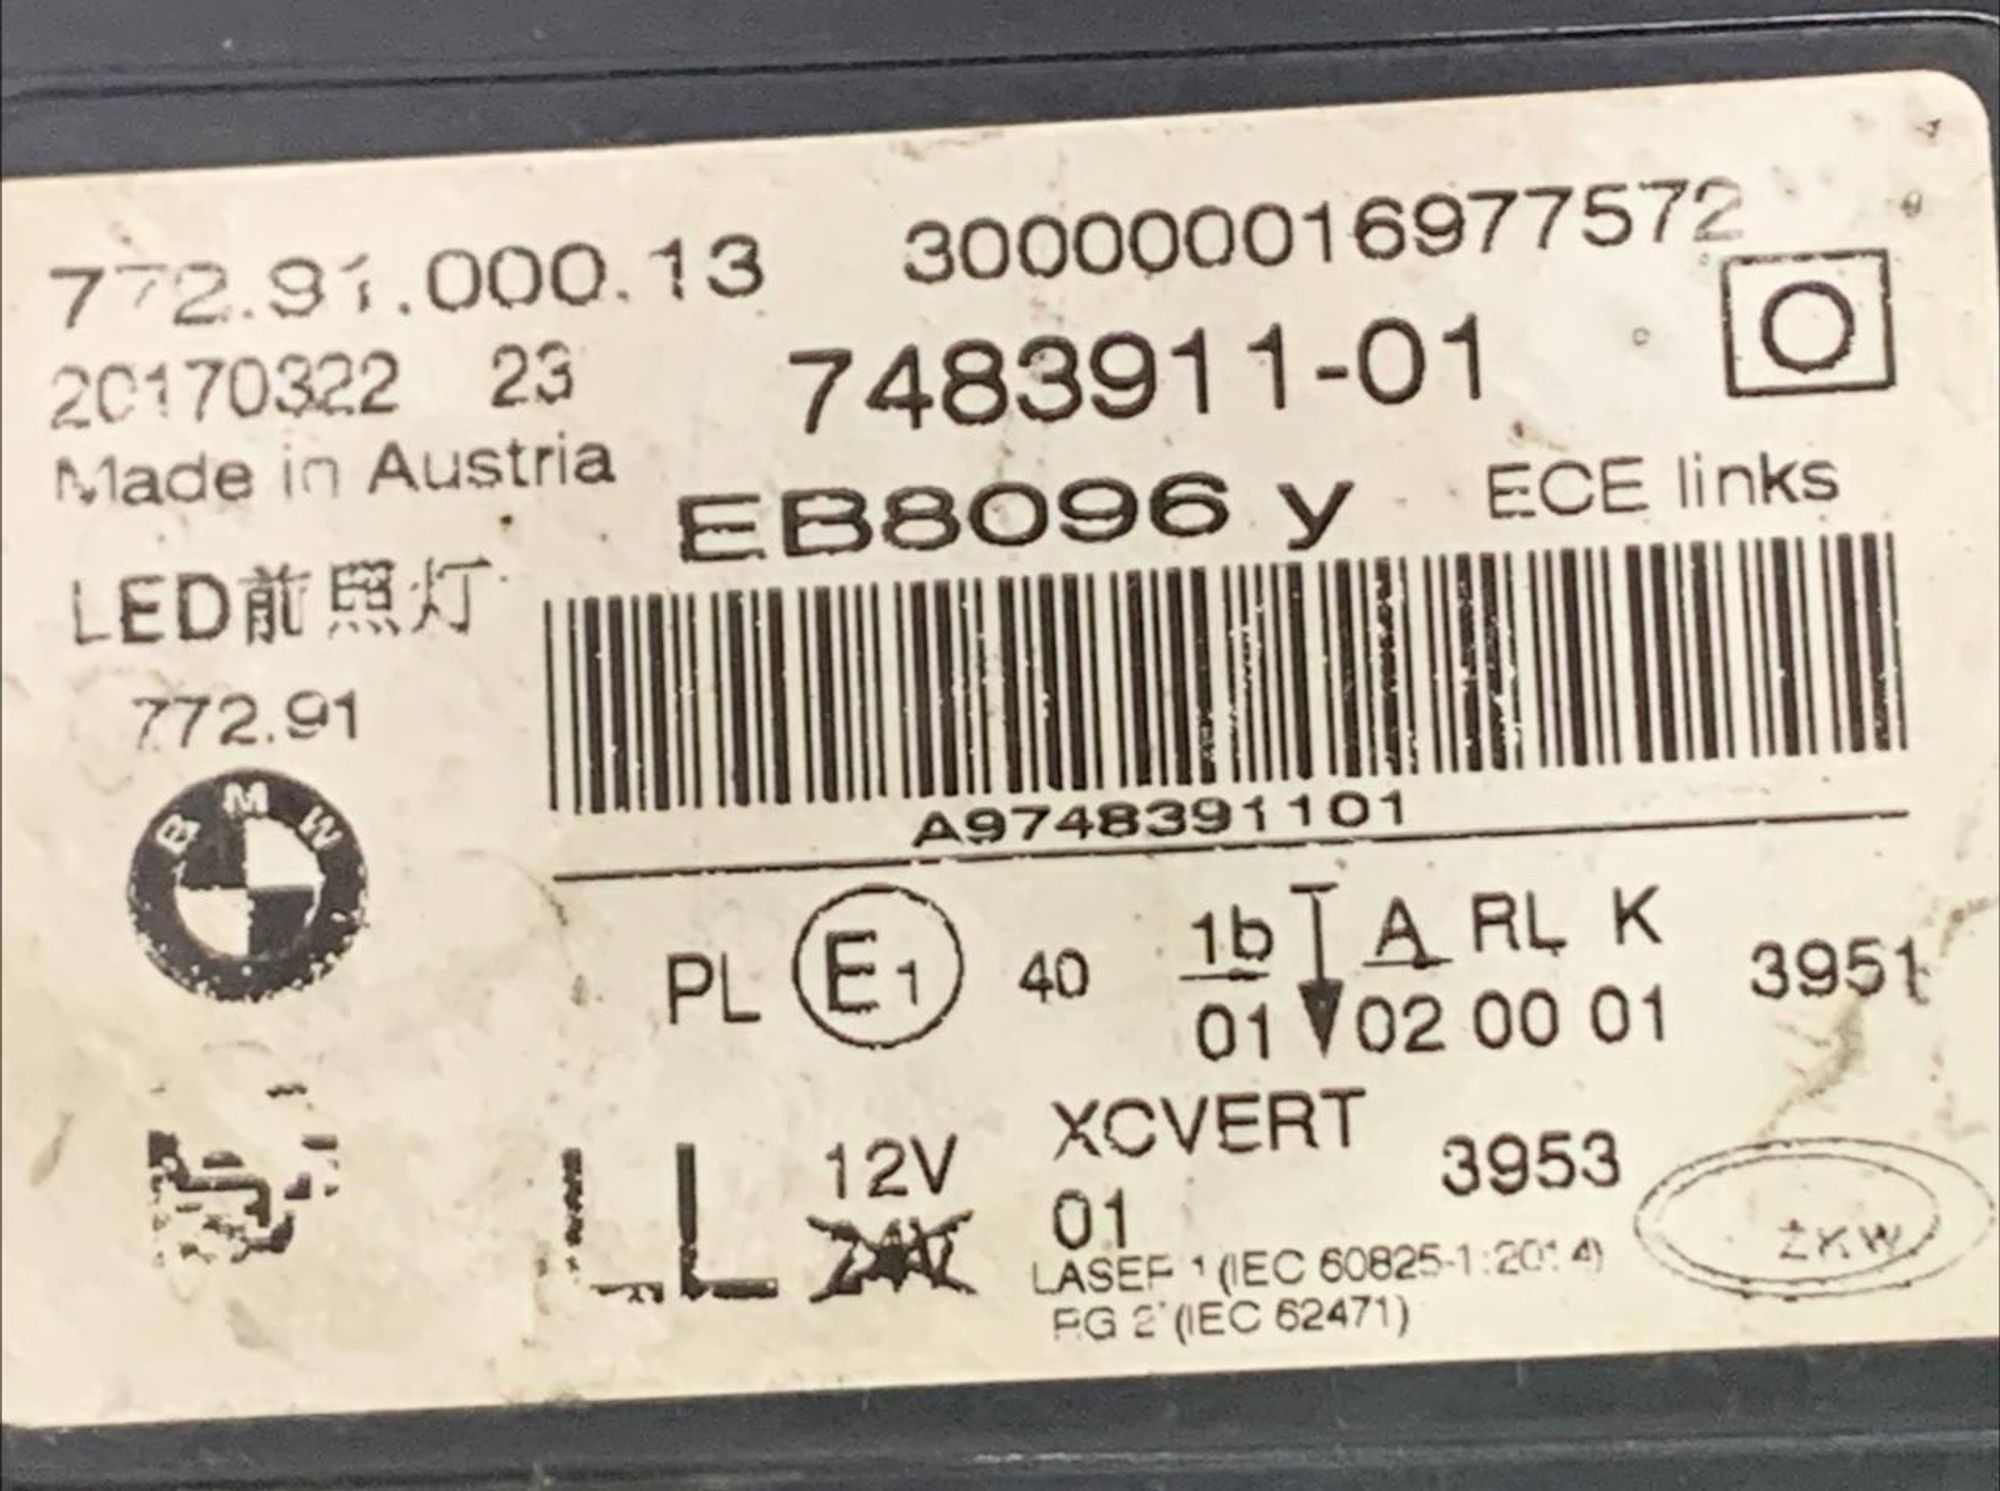 772.91.000.13 300000016977572
20170322 23 7483911-01
Made in Austria
EB8096 y ECE links
LED前照灯
772.91
BMW
A9748391101
PL E1 40 1b A RL K 3951
01 02 00 01
LL 12V XCVERT 3953
24V 01
LASER 1 (IEC 60825-1:2014)
RG 2 (IEC 62471)
ZKW